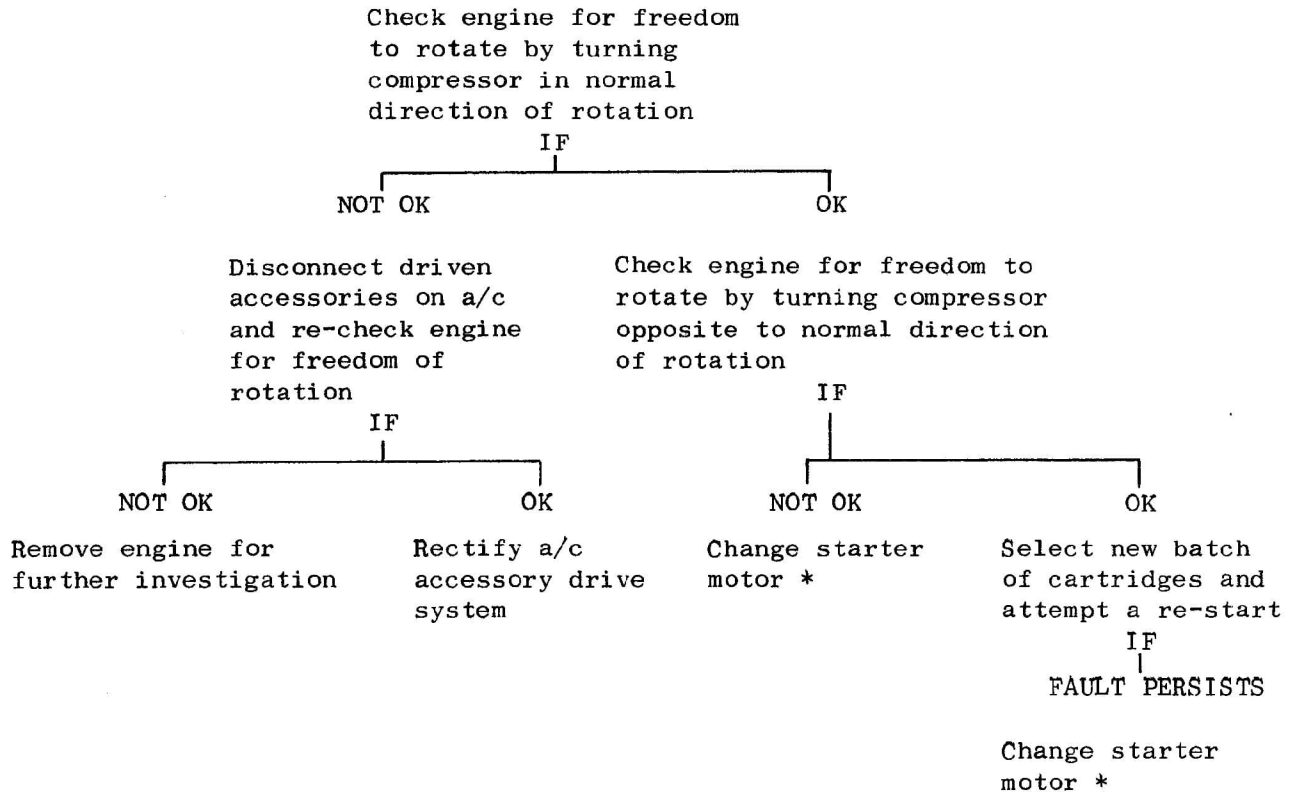 Check engine for freedom
to rotate by turning
compressor in normal
direction of rotation
IF
NOT OK
OK
Disconnect driven
accessories on a/c
and re-check engine
for freedom of
rotation
IF
Check engine for freedom to
rotate by turning compressor
opposite to normal direction
of rotation
IF
NOT OK
OK
NOT OK
OK
Remove engine for
further investigation
Rectify a/c
accessory drive
system
Change starter
motor *
Select new batch
of cartridges and
attempt a re-start
IF
FAULT PERSISTS
Change starter
motor *